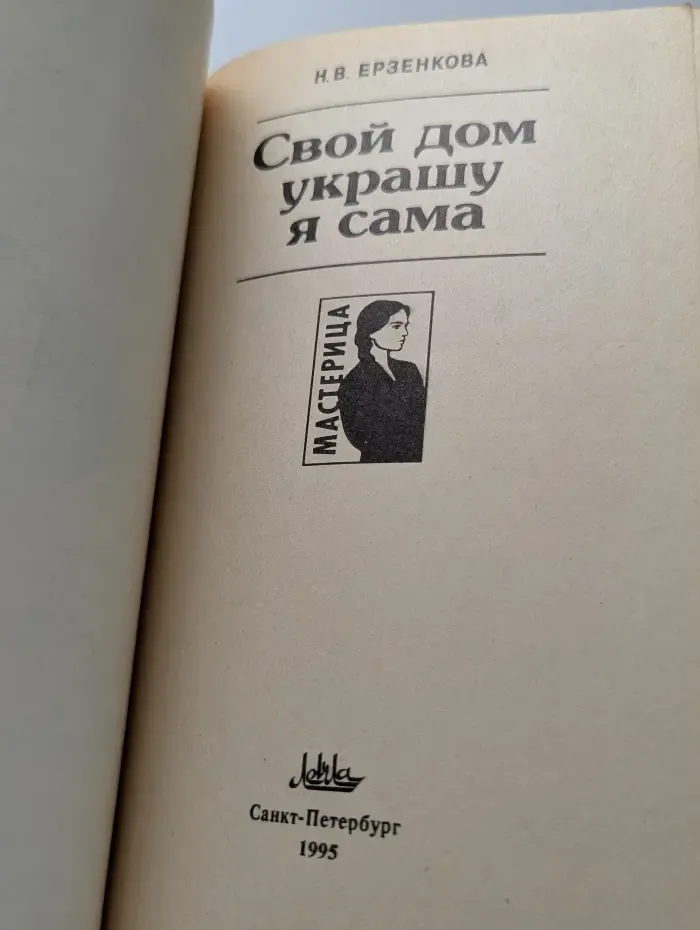 Н. В. ЕРЗЕНКОВА
Свой дом
украшу
я сама
МАСТЕРИЦА
Лейла
Санкт-Петербург
1995